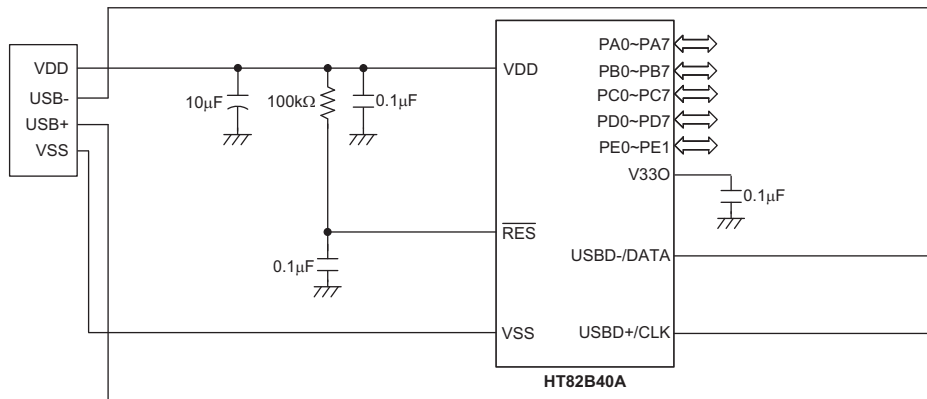 VDD
USB-
USB+
VSS
10μF
100kΩ
0.1μF
0.1μF
VDD
RES
VSS
PA0~PA7
PB0~PB7
PC0~PC7
PD0~PD7
PE0~PE1
V33O
0.1μF
USBD-/DATA
USBD+/CLK
HT82B40A